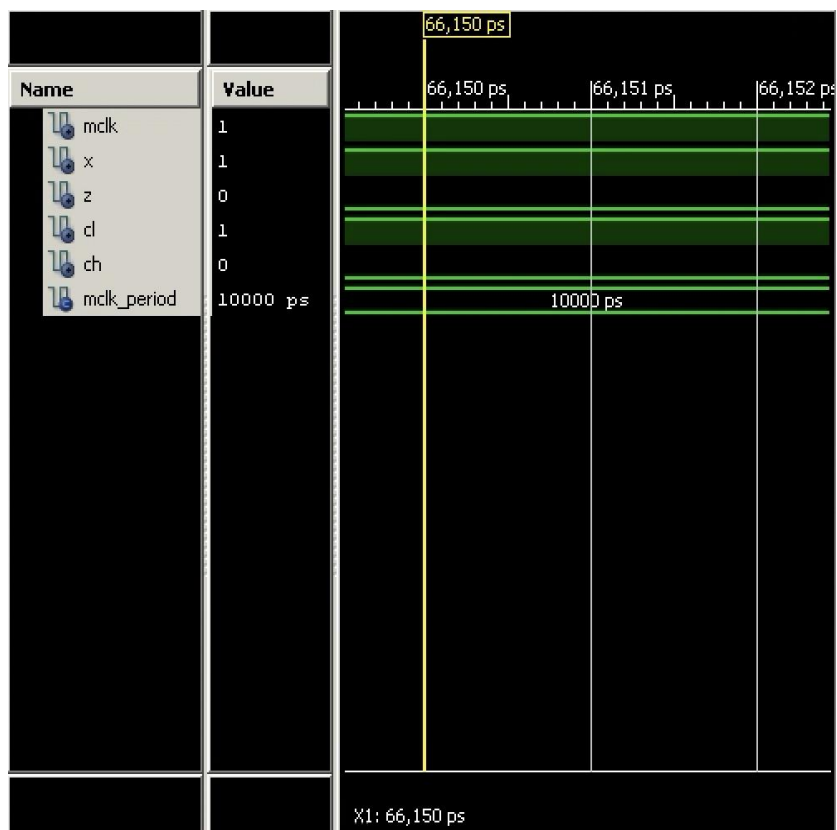 66,150 ps
Name Value 66,150 ps 66,151 ps 66,152 ps
mclk 1
x 1
z 0
cl 1
ch 0
mclk_period 10000 ps 10000 ps
X1: 66,150 ps